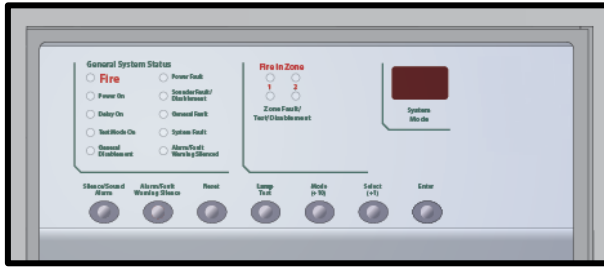 General System Status
Fire
Power On
Delay On
Test Mode On
General
Disablement
Power Fault
Sounder Fault/
Disablement
General Fault
System Fault
Alarm/Fault
Warning Silenced
Fire In Zone
1 2
Zone Fault/
Test/Disablement
System
Mode
Silence/Sound
Alarm
Alarm/Fault
Warning Silence
Reset
Lamp
Test
Mode
(+10)
Select
(+1)
Enter